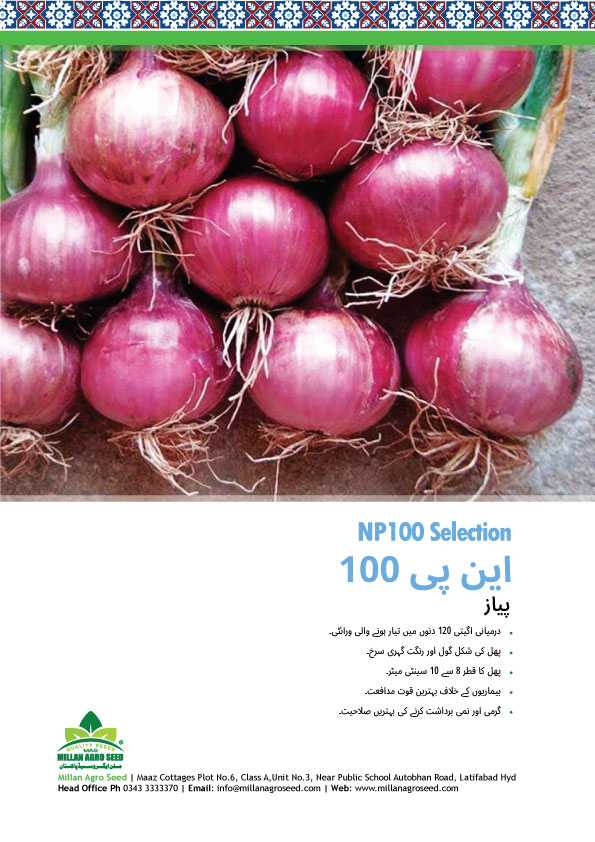 NP100 Selection
این پی 100
پیاز
• درمیانی اگیتی 120 دنوں میں تیار ہونے والی ورائٹی۔
• پھل کی شکل گول اور رنگت گہری سرخ۔
• پھل کا قطر 8 سے 10 سینٹی میٹر۔
• بیماریوں کے خلاف بہترین قوت مدافعت۔
• گرمی اور نمی برداشت کرنے کی بہتریں صلاحیت۔
QUALITY SEEDS
MAS
MILLAN AGRO SEED
®
Millan Agro Seed | Maaz Cottages Plot No.6, Class A,Unit No.3, Near Public School Autobhan Road, Latifabad Hyd
Head Office Ph 0343 3333370 | Email: info@millanagroseed.com | Web: www.millanagroseed.com